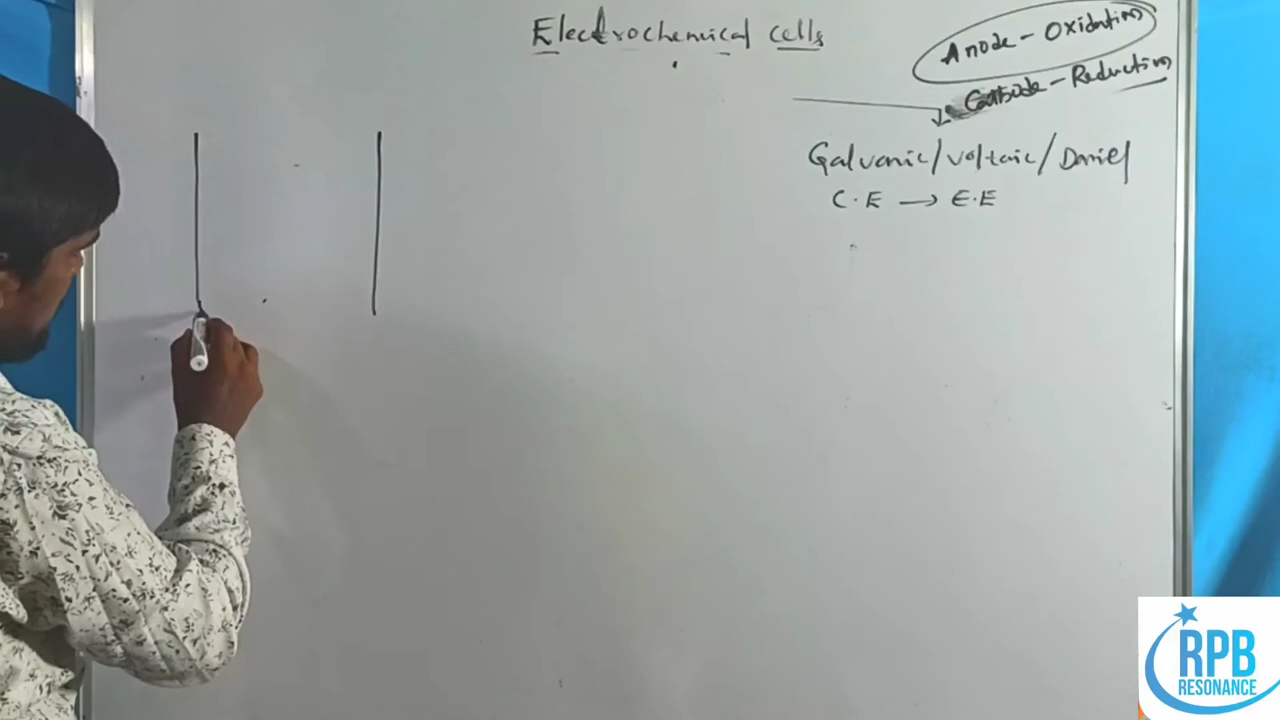 Electrochemical cells
Anode - Oxidation
Cathode - Reduction
Galvanic/voltaic/Daniel
C.E → E.E
RPB
RESONANCE